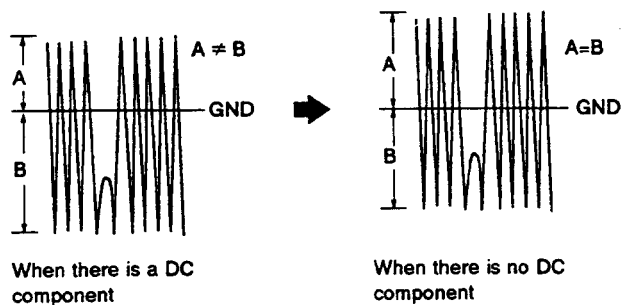 A
A ≠ B
GND
B
When there is a DC
component
A
A=B
GND
B
When there is no DC
component